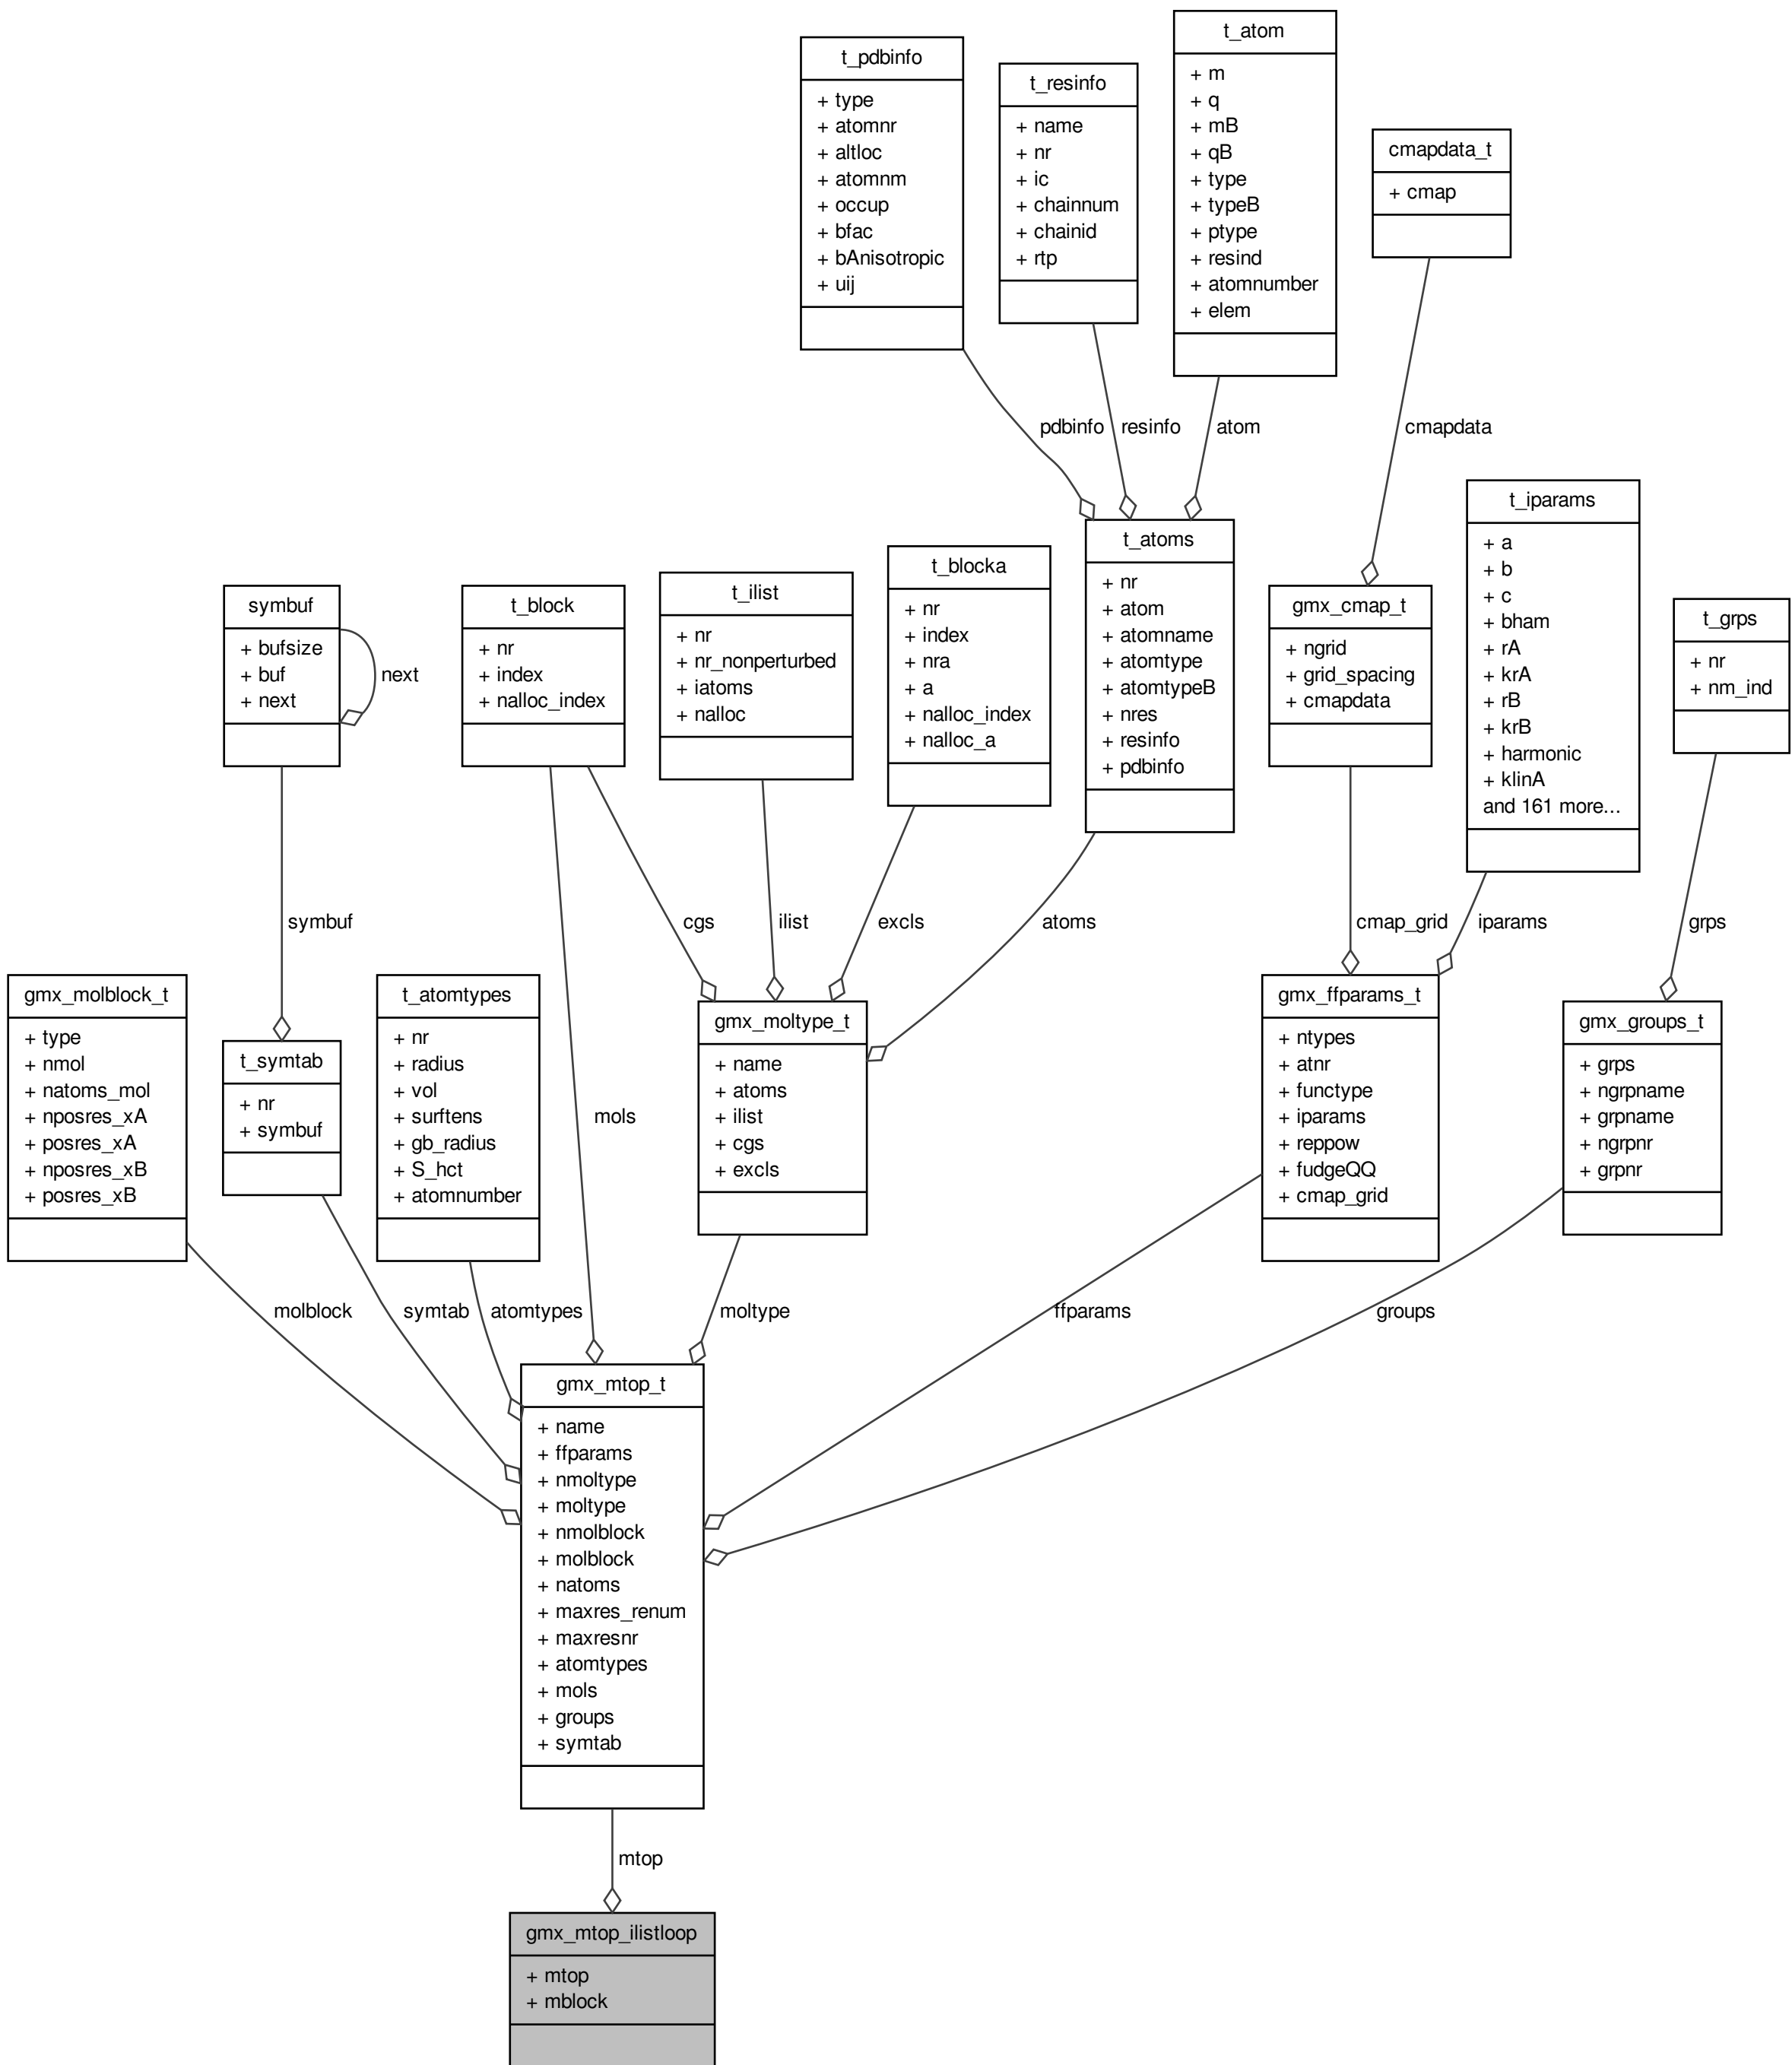 t_atom
+ m
+ q
+ mB
+ qB
+ type
+ typeB
+ ptype
+ resind
+ atomnumber
+ elem
t_pdbinfo
+ type
+ atomnr
+ altloc
+ atomnm
+ occup
+ bfac
+ bAnisotropic
+ uij
t_resinfo
+ name
+ nr
+ ic
+ chainnum
+ chainid
+ rtp
cmapdata_t
+ cmap
pdbinfo
resinfo
atom
cmapdata
t_iparams
+ a
+ b
+ c
+ bham
+ rA
+ krA
+ rB
+ krB
+ harmonic
+ klinA
and 161 more...
t_atoms
+ nr
+ atom
+ atomname
+ atomtype
+ atomtypeB
+ nres
+ resinfo
+ pdbinfo
t_blocka
+ nr
+ index
+ nra
+ a
+ nalloc_index
+ nalloc_a
t_ilist
+ nr
+ nr_nonperturbed
+ iatoms
+ nalloc
symbuf
+ bufsize
+ buf
+ next
next
t_block
+ nr
+ index
+ nalloc_index
gmx_cmap_t
+ ngrid
+ grid_spacing
+ cmapdata
t_grps
+ nr
+ nm_ind
symbuf
cgs
ilist
excls
atoms
cmap_grid
iparams
grps
gmx_molblock_t
+ type
+ nmol
+ natoms_mol
+ nposres_xA
+ posres_xA
+ nposres_xB
+ posres_xB
t_symtab
+ nr
+ symbuf
t_atomtypes
+ nr
+ radius
+ vol
+ surftens
+ gb_radius
+ S_hct
+ atomnumber
mols
gmx_moltype_t
+ name
+ atoms
+ ilist
+ cgs
+ excls
gmx_ffparams_t
+ ntypes
+ atnr
+ functype
+ iparams
+ reppow
+ fudgeQQ
+ cmap_grid
gmx_groups_t
+ grps
+ ngrpname
+ grpname
+ ngrpnr
+ grpnr
molblock
symtab
atomtypes
moltype
ffparams
groups
gmx_mtop_t
+ name
+ ffparams
+ nmoltype
+ moltype
+ nmolblock
+ molblock
+ natoms
+ maxres_renum
+ maxresnr
+ atomtypes
+ mols
+ groups
+ symtab
mtop
gmx_mtop_ilistloop
+ mtop
+ mblock